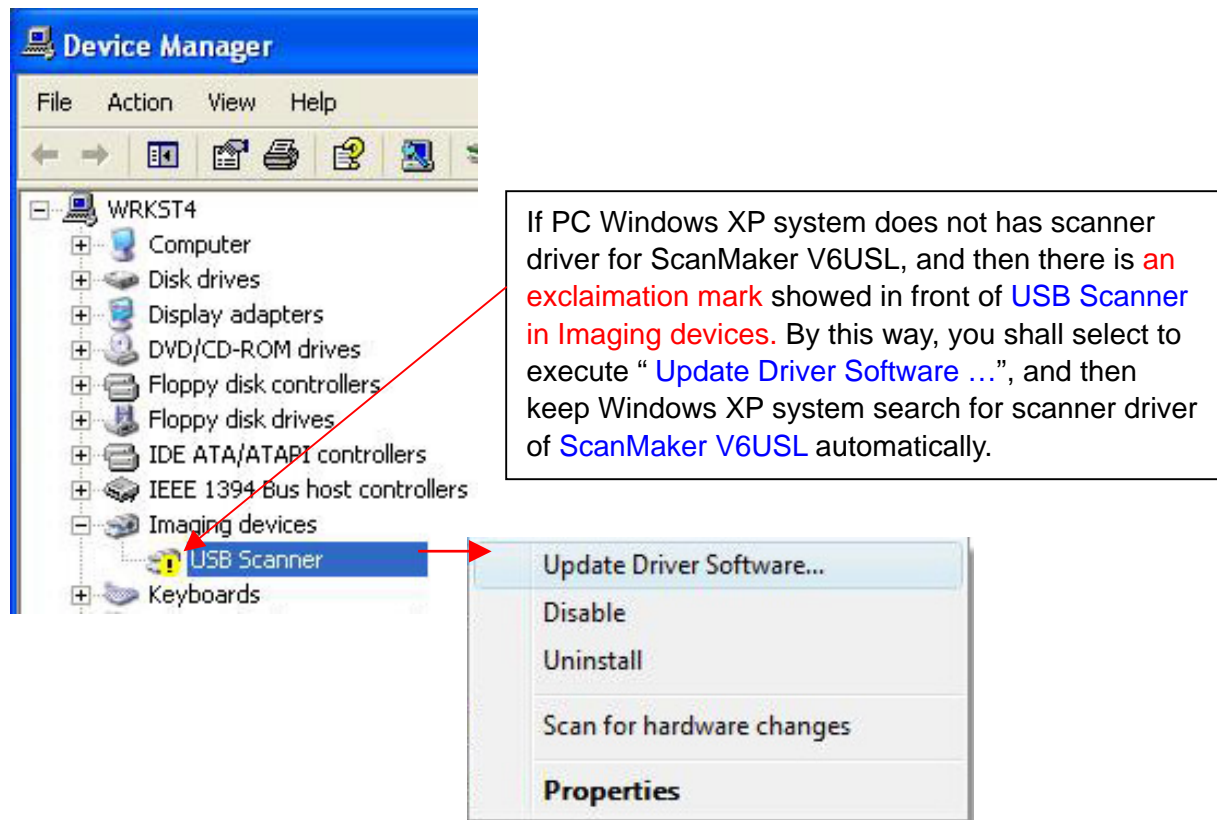 Device Manager
File Action View Help
WRKST4
Computer
Disk drives
Display adapters
DVD/CD-ROM drives
Floppy disk controllers
Floppy disk drives
IDE ATA/ATAPI controllers
IEEE 1394 Bus host controllers
Imaging devices
USB Scanner
Keyboards
If PC Windows XP system does not has scanner
driver for ScanMaker V6USL, and then there is an
exclaimation mark showed in front of USB Scanner
in Imaging devices. By this way, you shall select to
execute “ Update Driver Software …”, and then
keep Windows XP system search for scanner driver
of ScanMaker V6USL automatically.
Update Driver Software...
Disable
Uninstall
Scan for hardware changes
Properties